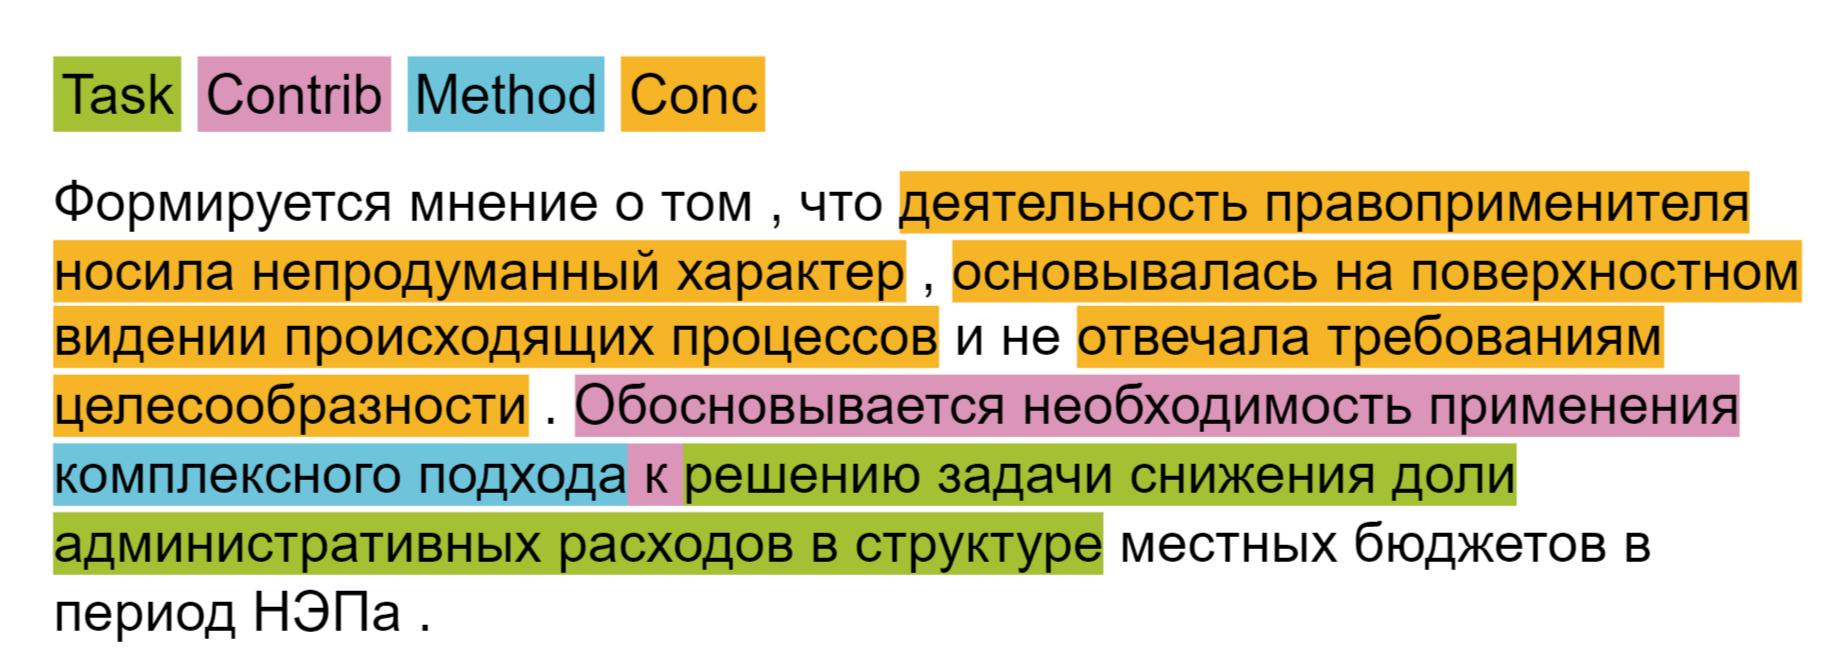 Task Contrib Method Conc
Формируется мнение о том , что деятельность правоприменителя
носила непродуманный характер , основывалась на поверхностном
видении происходящих процессов и не отвечала требованиям
целесообразности . Обосновывается необходимость применения
комплексного подхода к решению задачи снижения доли
административных расходов в структуре местных бюджетов в
период НЭПа .